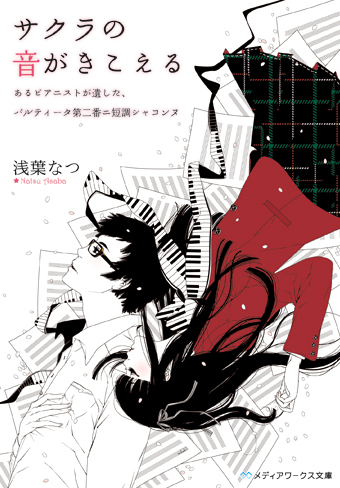 サクラの
音がきこえる
あるピアニストが遺した、
パルティータ第二番ニ短調シャコンヌ
浅葉なつ
★Natsu Asaba
メディアワークス文庫